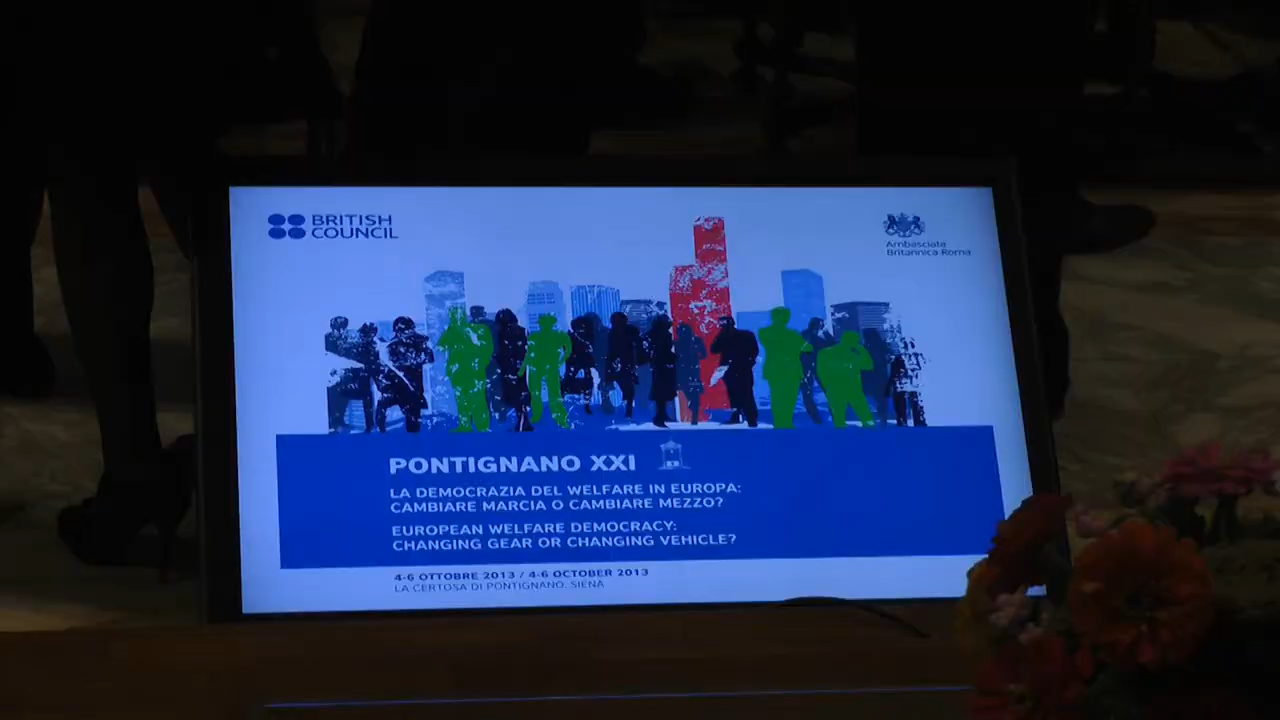 BRITISH
COUNCIL
Ambasciata
Britannica Roma
PONTIGNANO XXI
LA DEMOCRAZIA DEL WELFARE IN EUROPA:
CAMBIARE MARCIA O CAMBIARE MEZZO?
EUROPEAN WELFARE DEMOCRACY:
CHANGING GEAR OR CHANGING VEHICLE?
4-6 OTTOBRE 2013 / 4-6 OCTOBER 2013
LA CERTOSA DI PONTIGNANO, SIENA